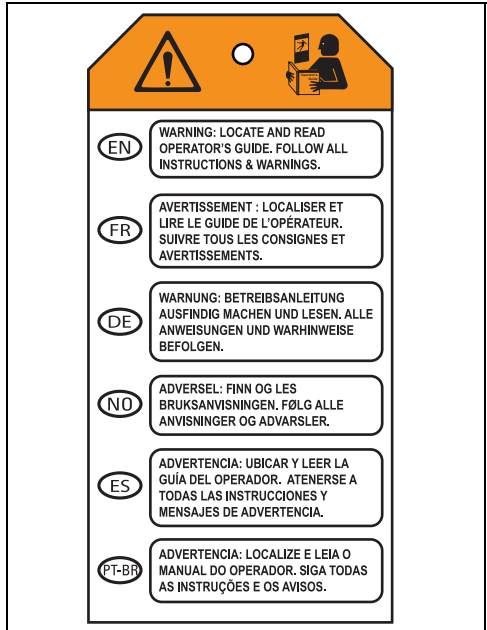 EN
WARNING: LOCATE AND READ
OPERATOR'S GUIDE. FOLLOW ALL
INSTRUCTIONS & WARNINGS.
FR
AVERTISSEMENT : LOCALISER ET
LIRE LE GUIDE DE L'OPÉRATEUR.
SUIVRE TOUS LES CONSIGNES ET
AVERTISSEMENTS.
DE
WARNUNG: BETREIBSANLEITUNG
AUSFINDIG MACHEN UND LESEN. ALLE
ANWEISUNGEN UND WARHINWEISE
BEFOLGEN.
NO
ADVERSEL: FINN OG LES
BRUKSANVISNINGEN. FØLG ALLE
ANVISNINGER OG ADVARSLER.
ES
ADVERTENCIA: UBICAR Y LEER LA
GUÍA DEL OPERADOR. ATENERSE A
TODAS LAS INSTRUCCIONES Y
MENSAJES DE ADVERTENCIA.
PT-BR
ADVERTENCIA: LOCALIZE E LEIA O
MANUAL DO OPERADOR. SIGA TODAS
AS INSTRUÇÕES E OS AVISOS.